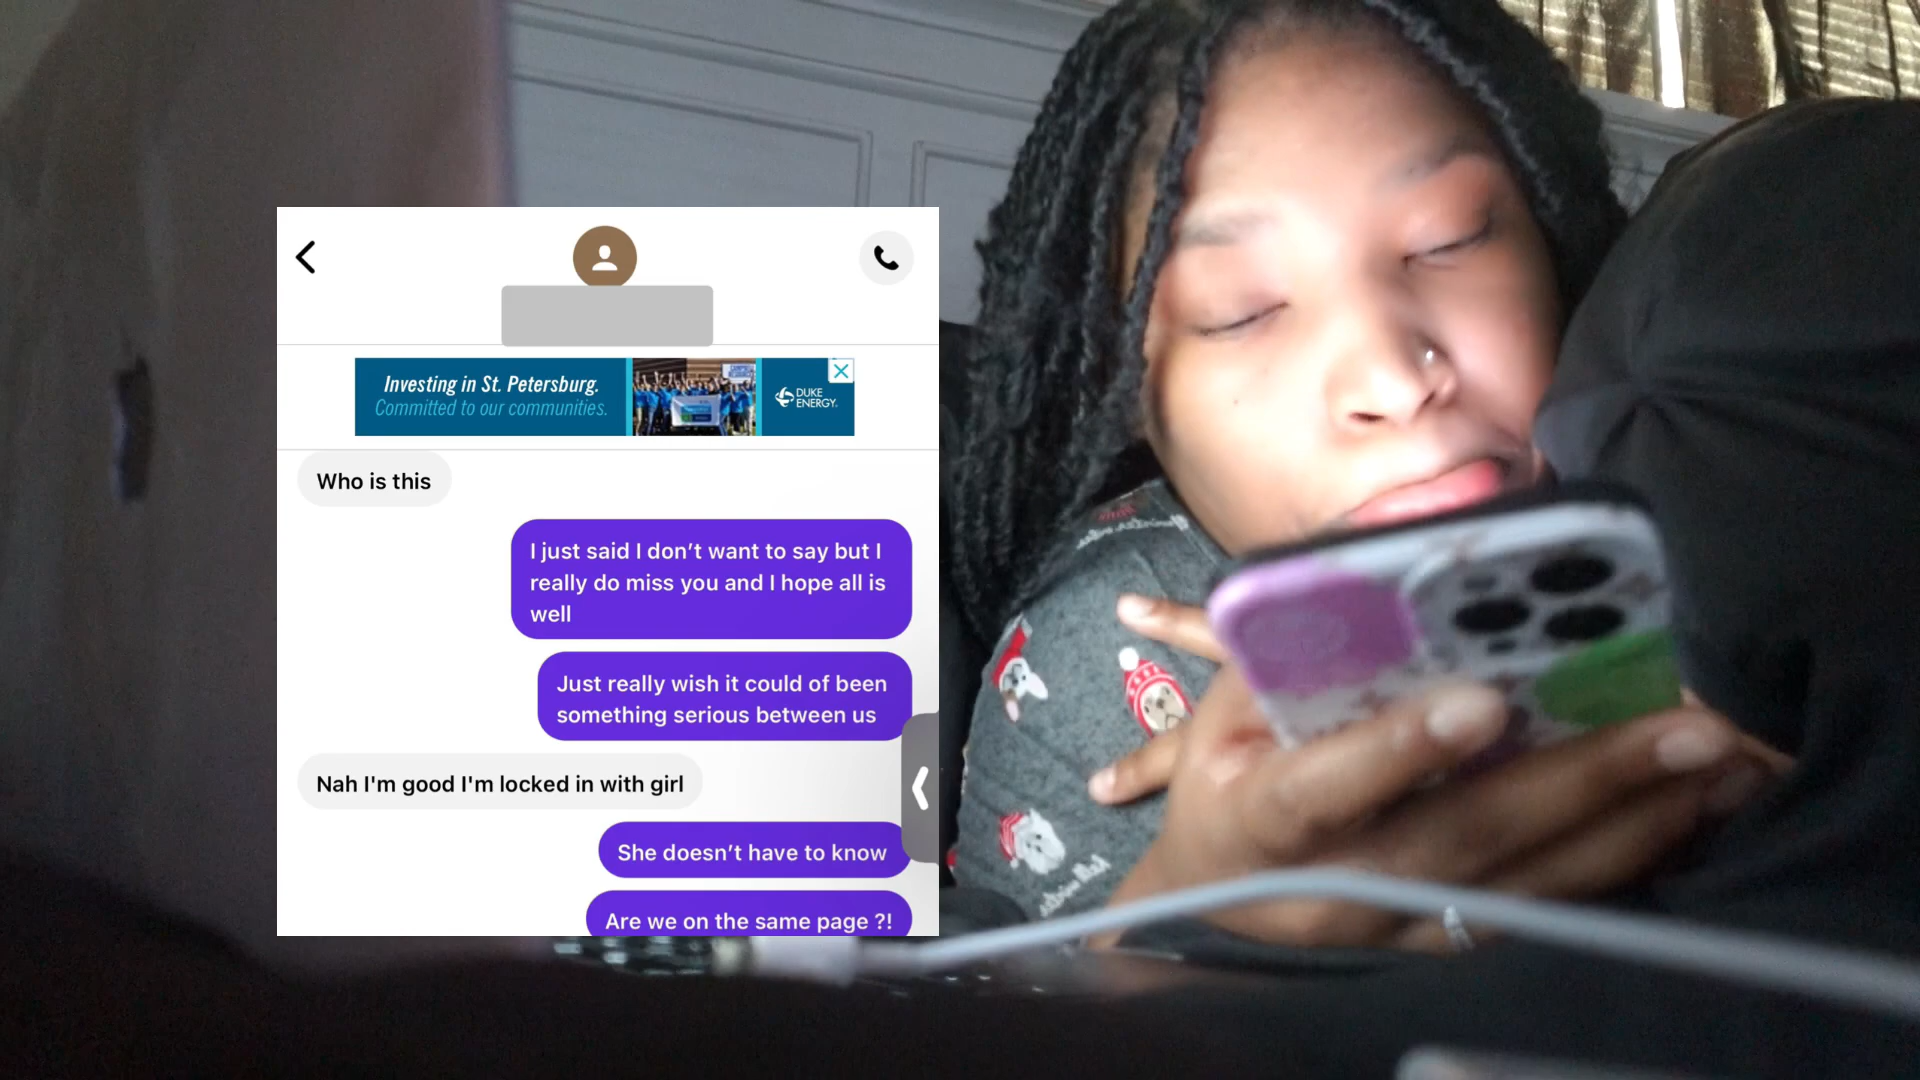 Investing in St. Petersburg.
Committed to our communities.
DUKE
ENERGY.
Who is this
I just said I don’t want to say but I
really do miss you and I hope all is
well
Just really wish it could of been
something serious between us
Nah I'm good I'm locked in with girl
She doesn’t have to know
Are we on the same page ?!